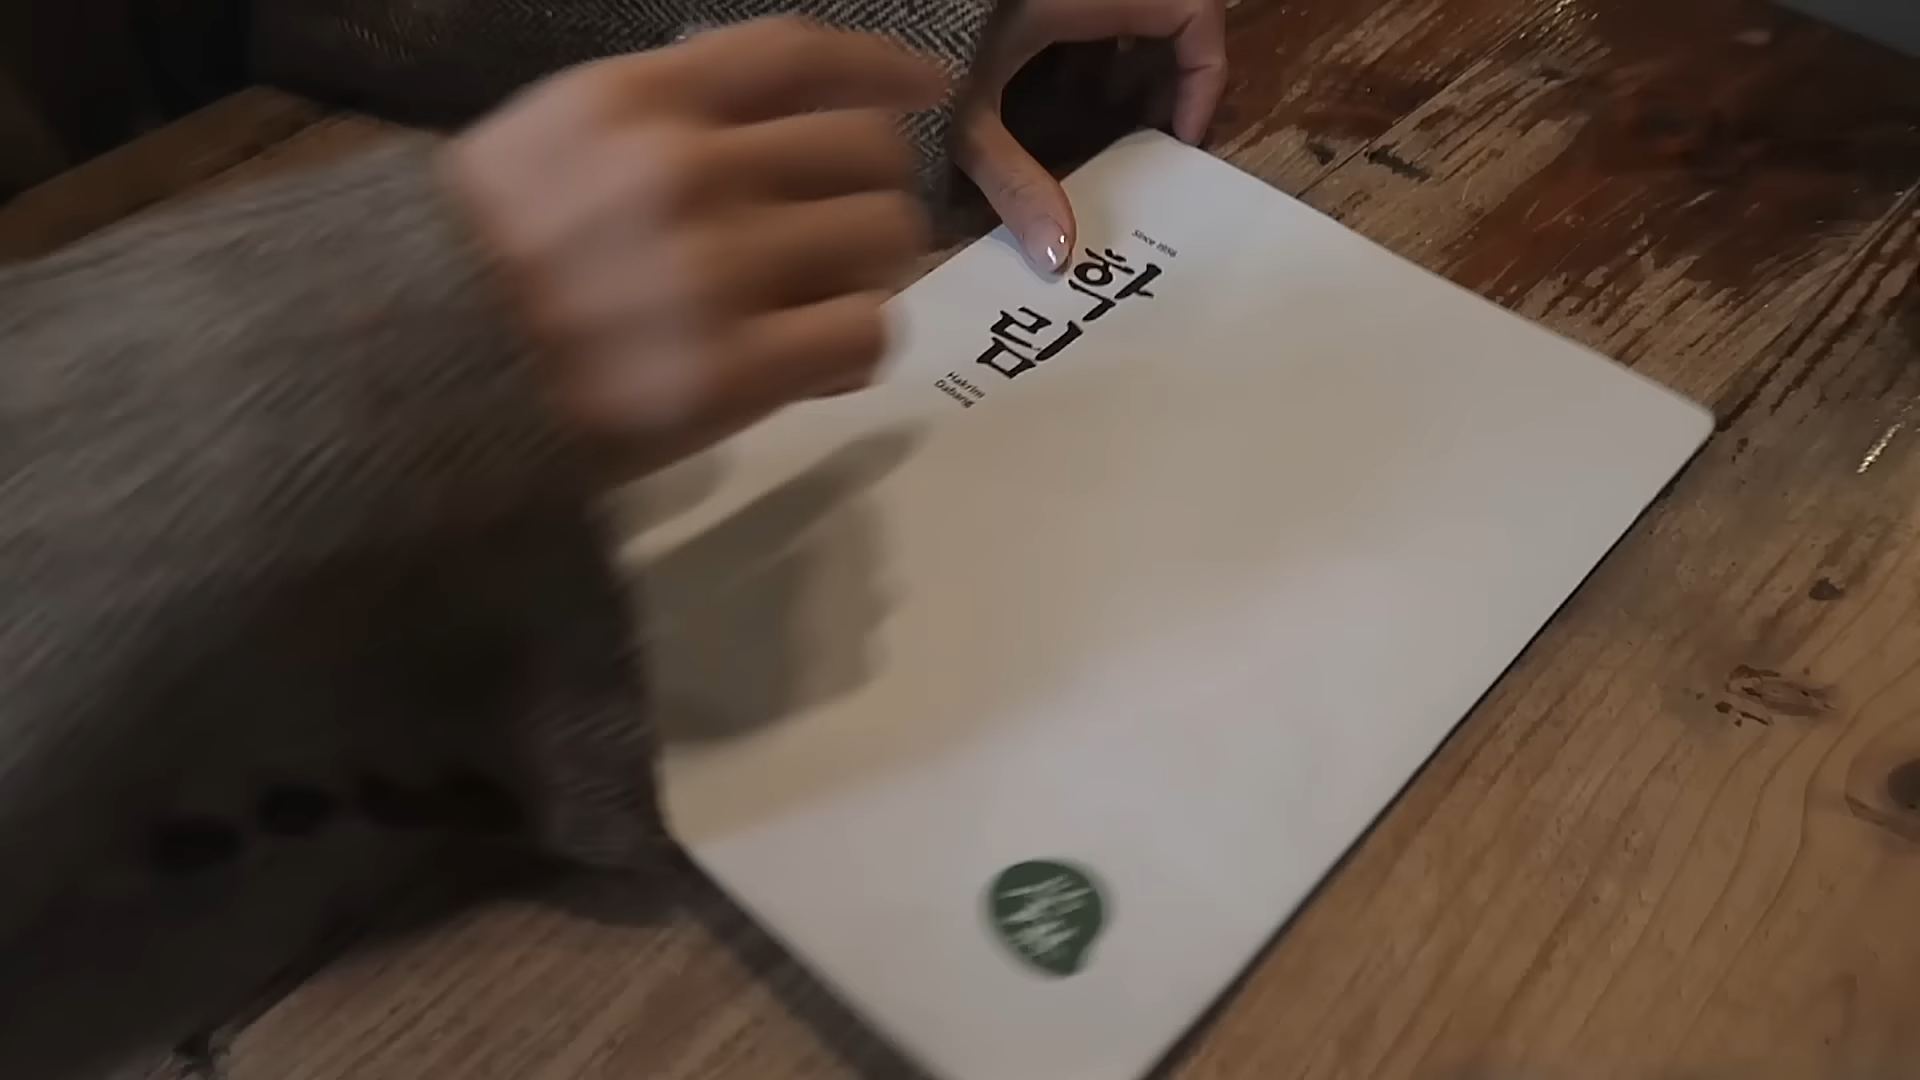 Since 1956
학
림
Hakrim
Dabang